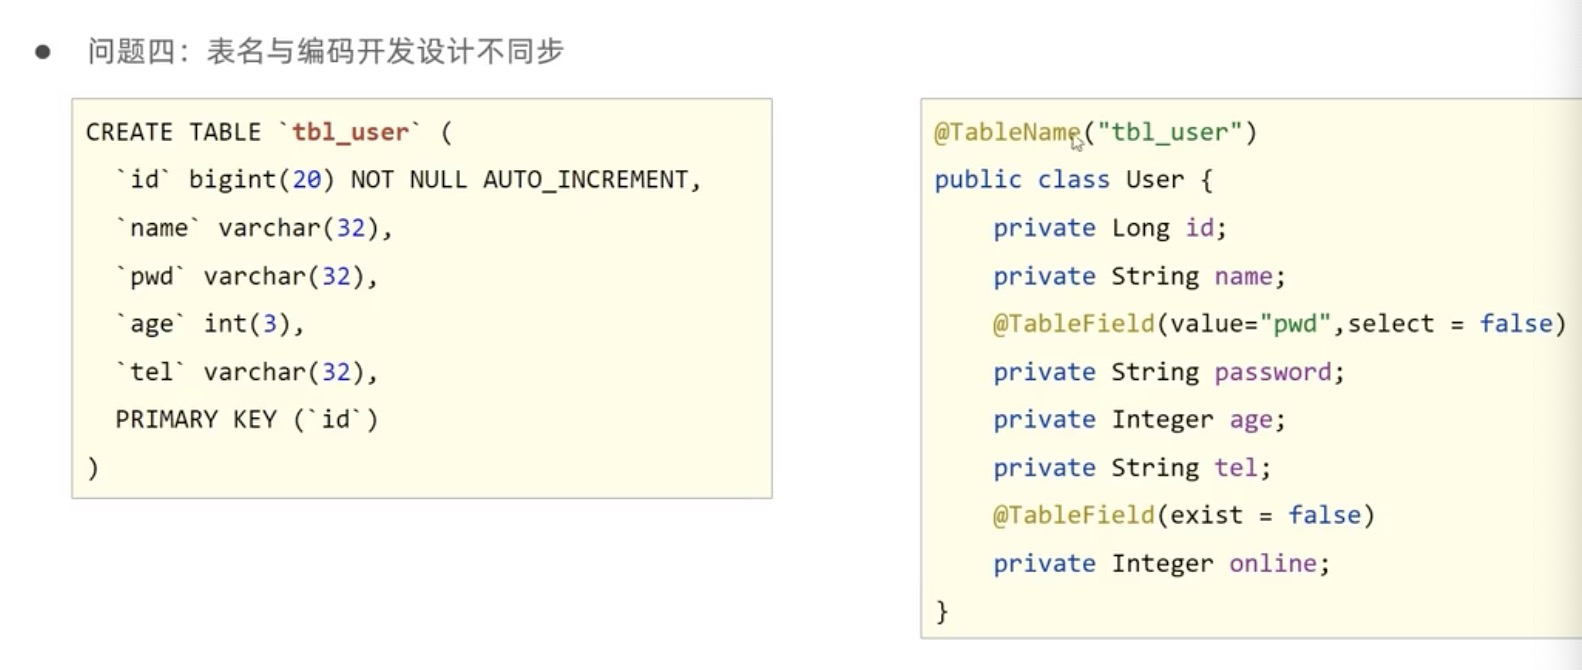 ● 问题四：表名与编码开发设计不同步
CREATE TABLE `tbl_user` (
`id` bigint(20) NOT NULL AUTO_INCREMENT,
`name` varchar(32),
`pwd` varchar(32),
`age` int(3),
`tel` varchar(32),
PRIMARY KEY (`id`)
)
@TableName("tbl_user")
public class User {
private Long id;
private String name;
@TableField(value="pwd",select = false)
private String password;
private Integer age;
private String tel;
@TableField(exist = false)
private Integer online;
}